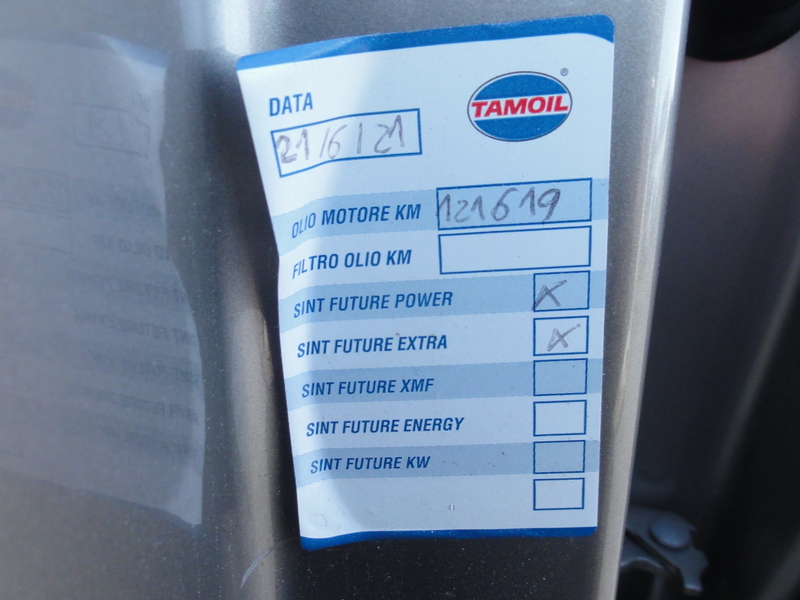 DATA
TAMOIL®
21/6/21
OLIO MOTORE KM 121619
FILTRO OLIO KM
SINT FUTURE POWER X
SINT FUTURE EXTRA X
SINT FUTURE XMF
SINT FUTURE ENERGY
SINT FUTURE KW